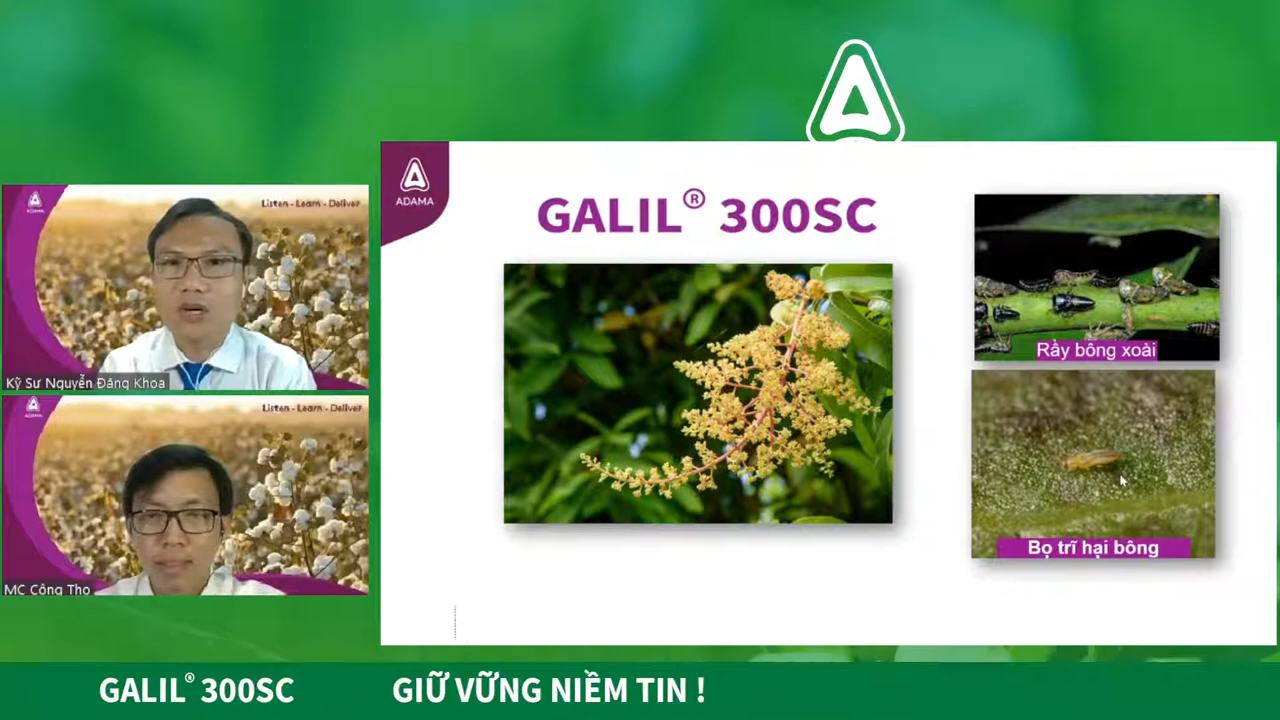 ADAMA
Listen - Learn - Deliver
Kỹ Sư Nguyễn Đăng Khoa
ADAMA
Listen - Learn - Deliver
MC Công Thọ
ADAMA
GALIL® 300SC
Rầy bông xoài
Bọ trĩ hại bông
GALIL® 300SC
GIỮ VỮNG NIỀM TIN !